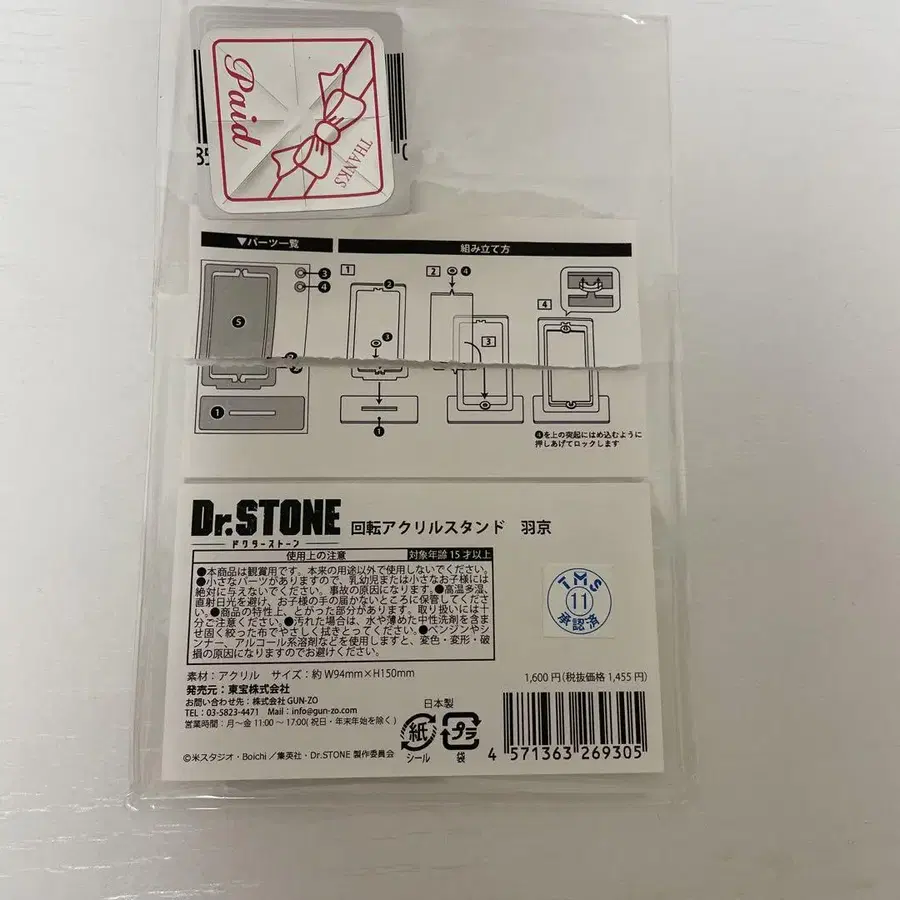 Paid
THANKS
▼パーツ一覧
組み立て方
1
2
3
4
5
2
1
1
2
3
1
2
4
3
4
❹を上の突起にはめ込むように
押しあげてロックします
Dr.STONE
ドクターストーン
回転アクリルスタンド 羽京
使用上の注意
対象年齢15才以上
●本商品は観賞用です。本来の用途以外で使用しないでください。
●小さなパーツがありますので、乳幼児または小さなお子様には
絶対に与えないでください。事故の原因になります。●高温多湿、
直射日光を避け、お子様の手の届かないところに保管してくださ
い。●商品の特性上、とがった部分があります。取り扱いには十
分ご注意ください。●汚れた場合は、水や薄めた中性洗剤を含ま
せ固く絞った布でやさしく拭きとってください。●ベンジンやシ
ンナー、アルコール系溶剤などを使用しますと、変色・変形・破
損の原因になりますのでお避けください。
TMS
11
承認済
素材：アクリル サイズ：約 W94mm×H150mm
1,600 円(税抜価格 1,455 円)
発売元：東宝株式会社
お問い合わせ先：株式会社 GUN-ZO
TEL：03-5823-4471 Mail：info@gun-zo.com
営業時間：月～金 11:00 ～ 17:00( 祝日・年末年始を除く )
日本製
紙
シール
プラ
袋
4 571363 269305
©米スタジオ・Boichi／集英社・Dr.STONE 製作委員会